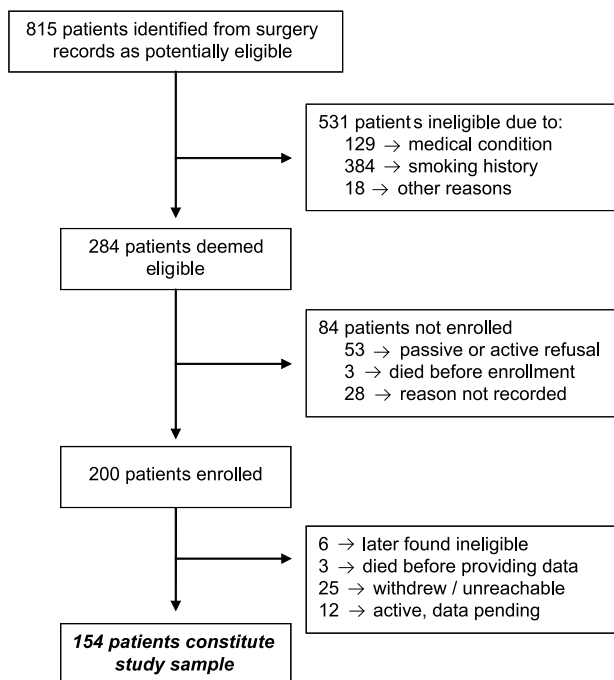 815 patients identified from surgery
records as potentially eligible
531 patients ineligible due to:
129 → medical condition
384 → smoking history
18 → other reasons
284 patients deemed
eligible
84 patients not enrolled
53 → passive or active refusal
3 → died before enrollment
28 → reason not recorded
200 patients enrolled
6 → later found ineligible
3 → died before providing data
25 → withdrew / unreachable
12 → active, data pending
154 patients constitute
study sample